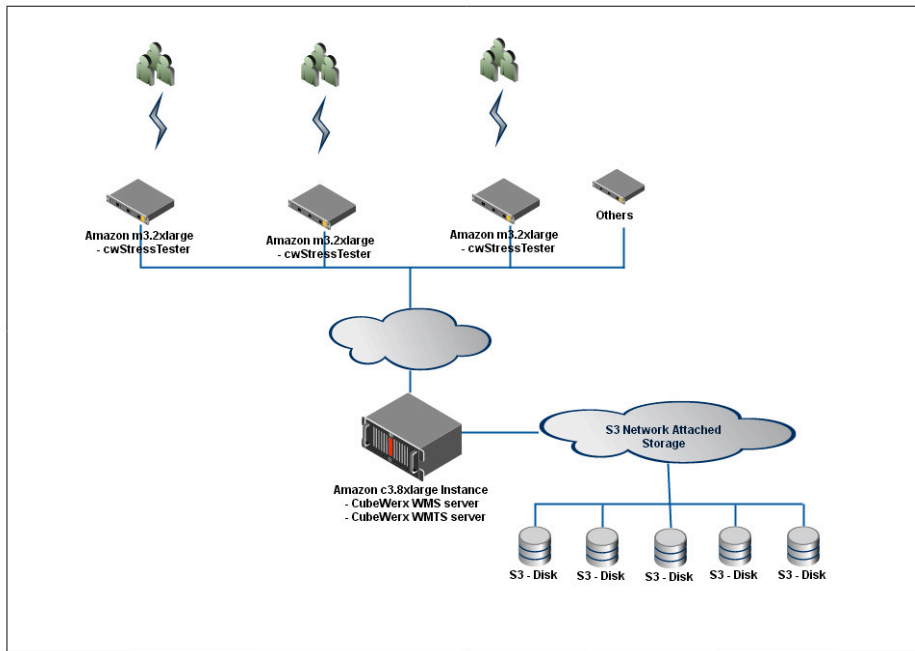 Amazon m3.2xlarge
- cwStressTester
Amazon m3.2xlarge
- cwStressTester
Amazon m3.2xlarge
- cwStressTester
Others
S3 Network Attached
Storage
Amazon c3.8xlarge Instance
- CubeWerx WMS server
- CubeWerx WMTS server
S3 - Disk
S3 - Disk
S3 - Disk
S3 - Disk
S3 - Disk